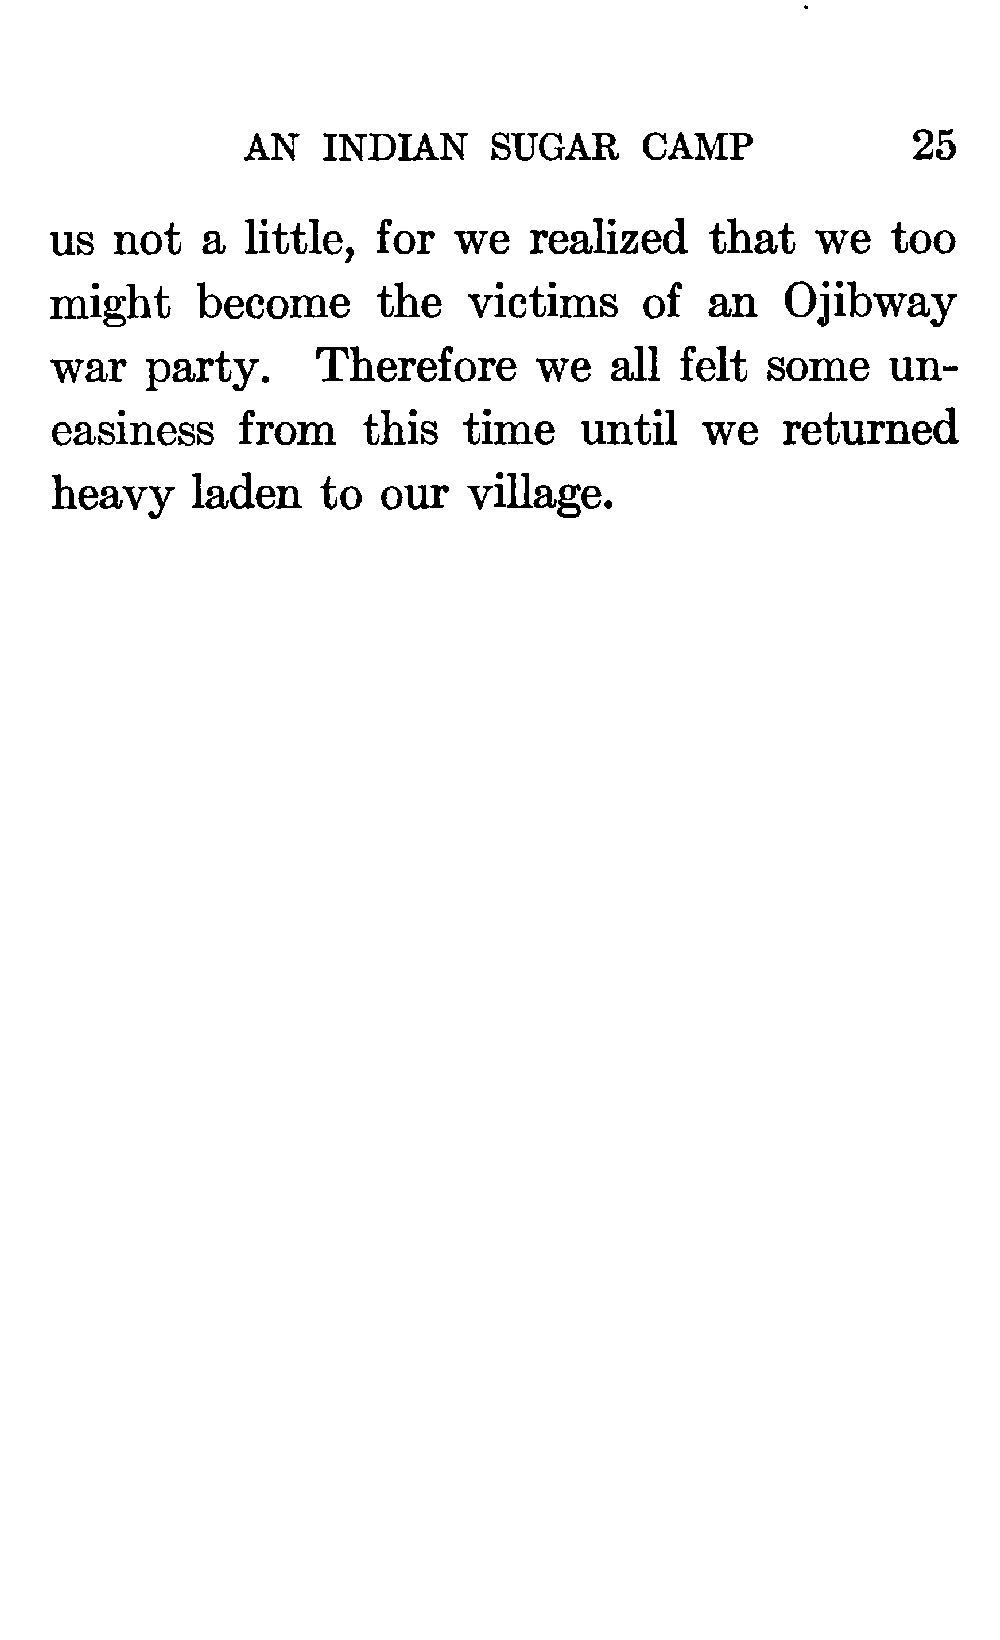 AN INDIAN SUGAR CAMP 25
us not a little, for we realized that we too
might become the victims of an Ojibway
war party. Therefore we all felt some un-
easiness from this time until we returned
heavy laden to our village.